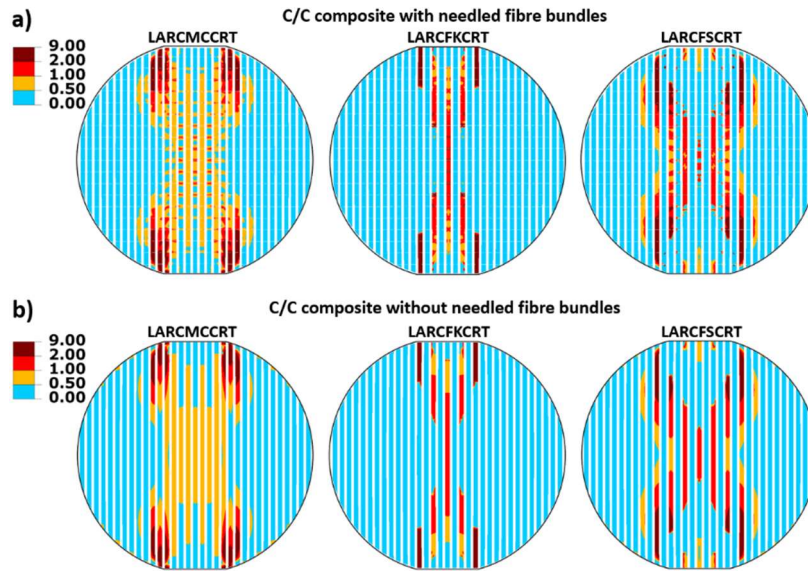 a)
C/C composite with needled fibre bundles
LARCMCCRT LARCFKCRT LARCFSCRT
9.00
2.00
1.00
0.50
0.00
b)
C/C composite without needled fibre bundles
LARCMCCRT LARCFKCRT LARCFSCRT
9.00
2.00
1.00
0.50
0.00